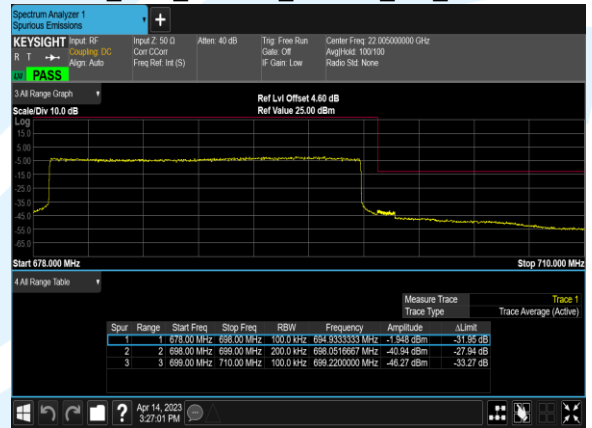 Spectrum Analyzer 1
Spurious Emissions
KEYSIGHT Input: RF Input Z: 50 Ω Atten: 40 dB Trig: Free Run Center Freq: 22.005000000 GHz
R T Coupling: DC Corr CCorr Gate: Off Avg|Hold: 100/100
Align: Auto Freq Ref: Int (S) IF Gain: Low Radio Std: None
PASS
3 All Range Graph
Ref Lvl Offset 4.60 dB
Scale/Div 10.0 dB Ref Value 25.00 dBm
Log
15.0
5.00
-5.00
-15.0
-25.0
-35.0
-45.0
-55.0
-65.0
Start 678.000 MHz Stop 710.000 MHz
4 All Range Table
Measure Trace Trace 1
Trace Type Trace Average (Active)
Spur Range Start Freq Stop Freq RBW Frequency Amplitude ΔLimit
1 1 678.00 MHz 698.00 MHz 100.0 kHz 694.9333333 MHz -1.948 dBm -31.95 dB
2 2 698.00 MHz 699.00 MHz 200.0 kHz 698.0516667 MHz -40.94 dBm -27.94 dB
3 3 699.00 MHz 710.00 MHz 100.0 kHz 699.2200000 MHz -46.27 dBm -33.27 dB
? Apr 14, 2023
3:27:01 PM